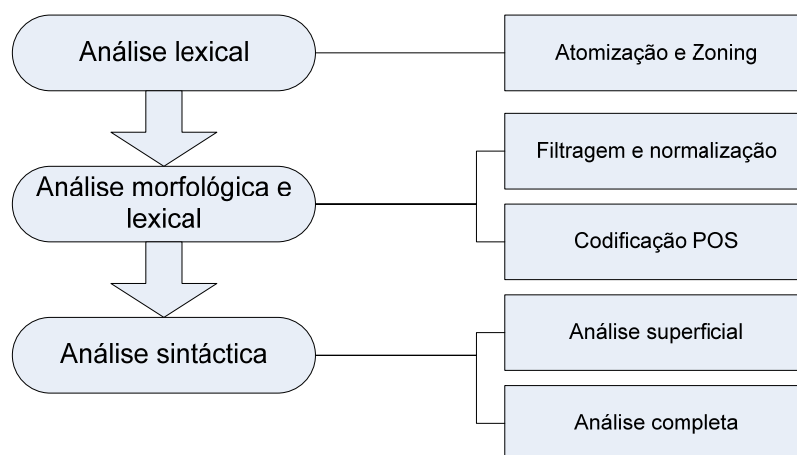 Análise lexical
Atomização e Zoning
Análise morfológica e
lexical
Filtragem e normalização
Codificação POS
Análise sintáctica
Análise superficial
Análise completa